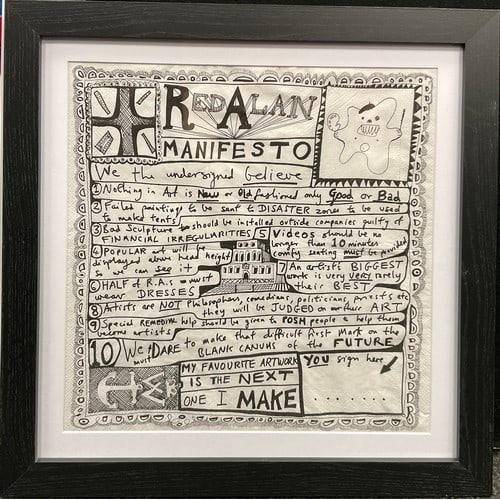 RED ALAN
MANIFESTO
We the undersigned believe
1 Nothing in Art is New or Old fashioned only Good or Bad
2 Failed paintings to be sent to DISASTER zones to be used
to make tents
3 Bad Sculpture to should be installed outside companies guilty of
FINANCIAL IRREGULARITIES
4 POPULAR art will be
displayed above head height
so we can see it
5 Videos should be no
longer than 10 minutes
comfy seating must be provided
6 HALF of R.A.s must
wear DRESSES
7 An artists BIGGEST
work is very very rarely
their BEST
8 Artists are NOT Philosophers, comedians, politicians, priests etc
they will be JUDGED on their ART
9 Special REMEDIAL help should be given to POSH people to help them
become artists
10 We must DARE to make that difficult first Mark on the
BLANK CANVAS of the FUTURE
MY FAVOURITE ARTWORK
IS THE NEXT
ONE I MAKE
YOU sign here